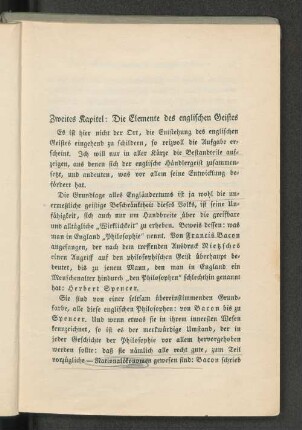 Zweites Kapitel: Die Elemente des englischen Geistes
Es ist hier nicht der Ort, die Entstehung des englischen
Geistes eingehend zu schildern, so reizvoll die Aufgabe er-
scheint. Ich will nur in aller Kürze die Bestandteile auf-
zeigen, aus denen sich der englische Händlergeist zusammen-
setzt, und andeuten, was vor allem seine Entwicklung be-
fördert hat.
Die Grundlage alles Engländertums ist ja wohl die un-
ermeßliche geistige Beschränktheit dieses Volks, ist seine Un-
fähigkeit, sich auch nur um Handbreite über die greifbare
und alltägliche „Wirklichkeit“ zu erheben. Beweis dessen: was
man in England „Philosophie“ nennt. Von Francis Bacon
angefangen, der nach dem treffenden Ausdruck Nietzsches
einen Angriff auf den philosophischen Geist überhaupt be-
deutet, bis zu jenem Mann, den man in England ein
Menschenalter hindurch „den Philosophen“ schlechthin genannt
hat: Herbert Spencer.
Sie sind von einer seltsam übereinstimmenden Grund-
farbe, alle diese englischen Philosophen: von Bacon bis zu
Spencer. Und wenn etwas sie in ihrem innersten Wesen
kennzeichnet, so ist es der merkwürdige Umstand, der in
jeder Geschichte der Philosophie vor allem hervorgehoben
werden sollte: daß sie nämlich alle recht gute, zum Teil
vorzügliche — Nationalökonomen gewesen sind: Bacon schrieb